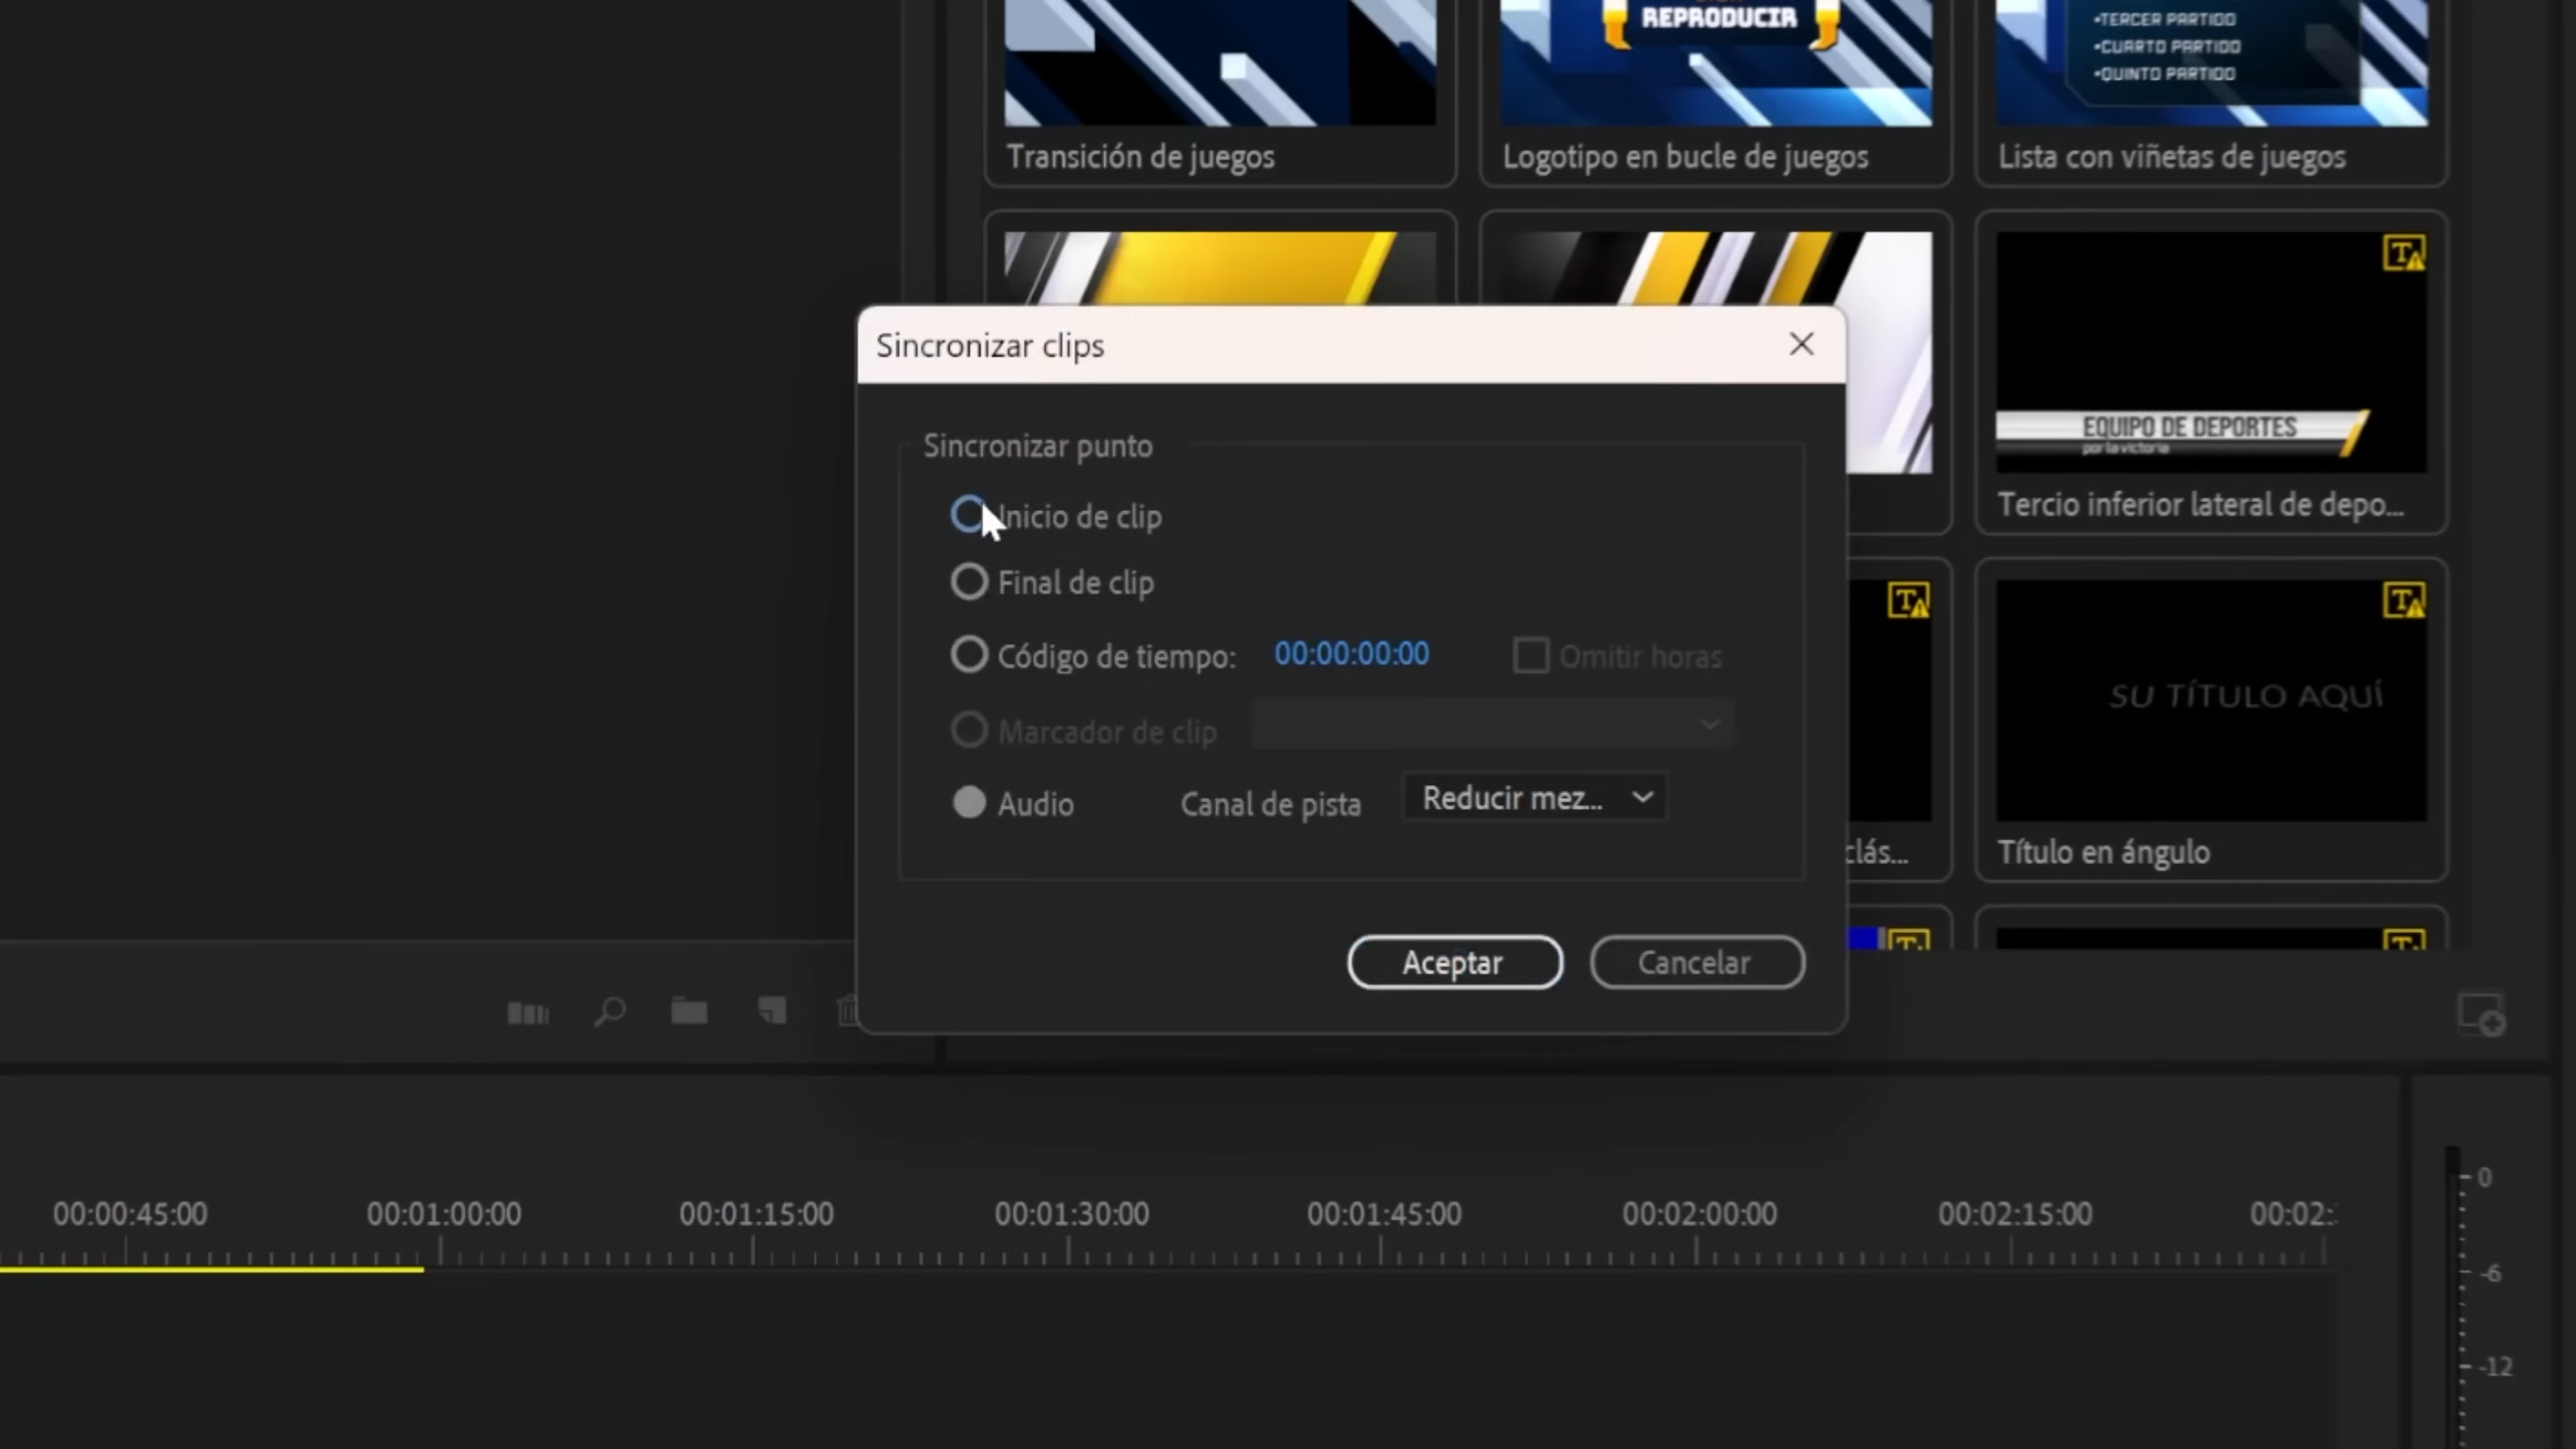 REPRODUCIR
•TERCER PARTIDO
•CUARTO PARTIDO
•QUINTO PARTIDO
Transición de juegos
Logotipo en bucle de juegos
Lista con viñetas de juegos
EQUIPO DE DEPORTES
por la victoria
Tercio inferior lateral de depo...
Sincronizar clips
Sincronizar punto
Inicio de clip
Final de clip
Código de tiempo: 00:00:00:00 Omitir horas
Marcador de clip
Audio Canal de pista Reducir mez...
Aceptar Cancelar
SU TÍTULO AQUÍ
clás...
Título en ángulo
00:00:45:00 00:01:00:00 00:01:15:00 00:01:30:00 00:01:45:00 00:02:00:00 00:02:15:00 00:02:
0
-6
-12